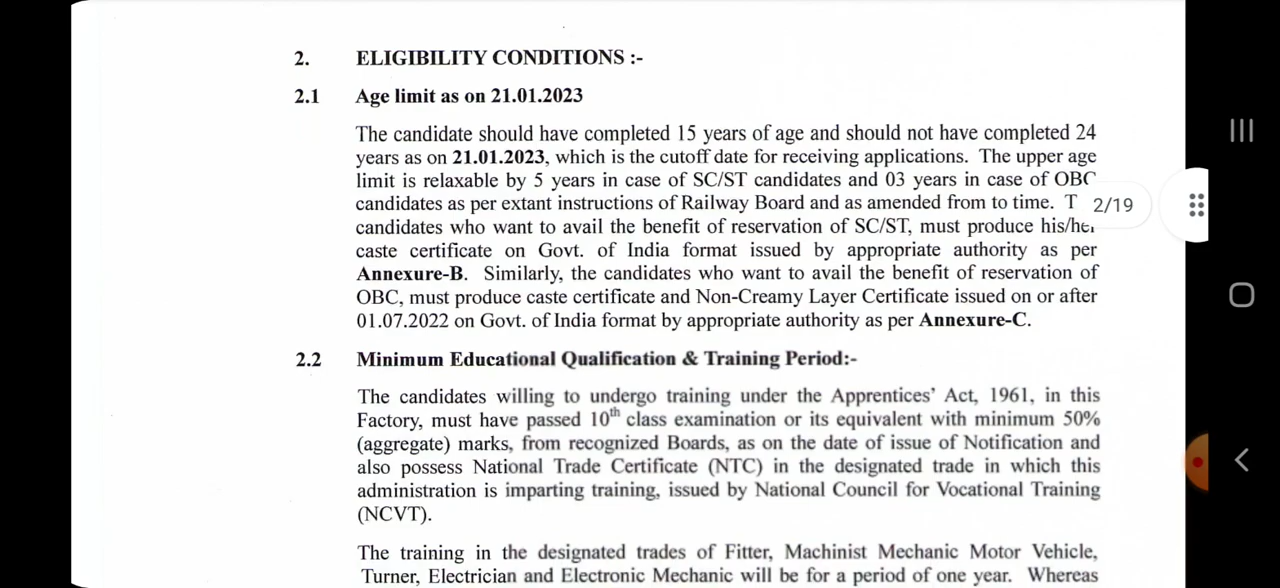 2. ELIGIBILITY CONDITIONS :-
2.1 Age limit as on 21.01.2023
The candidate should have completed 15 years of age and should not have completed 24
years as on 21.01.2023, which is the cutoff date for receiving applications. The upper age
limit is relaxable by 5 years in case of SC/ST candidates and 03 years in case of OBC
candidates as per extant instructions of Railway Board and as amended from to time. T
2/19
candidates who want to avail the benefit of reservation of SC/ST, must produce his/her
caste certificate on Govt. of India format issued by appropriate authority as per
Annexure-B. Similarly, the candidates who want to avail the benefit of reservation of
OBC, must produce caste certificate and Non-Creamy Layer Certificate issued on or after
01.07.2022 on Govt. of India format by appropriate authority as per Annexure-C.
2.2 Minimum Educational Qualification & Training Period:-
The candidates willing to undergo training under the Apprentices' Act, 1961, in this
Factory, must have passed 10th class examination or its equivalent with minimum 50%
(aggregate) marks, from recognized Boards, as on the date of issue of Notification and
also possess National Trade Certificate (NTC) in the designated trade in which this
administration is imparting training, issued by National Council for Vocational Training
(NCVT).
The training in the designated trades of Fitter, Machinist Mechanic Motor Vehicle,
Turner, Electrician and Electronic Mechanic will be for a period of one year. Whereas